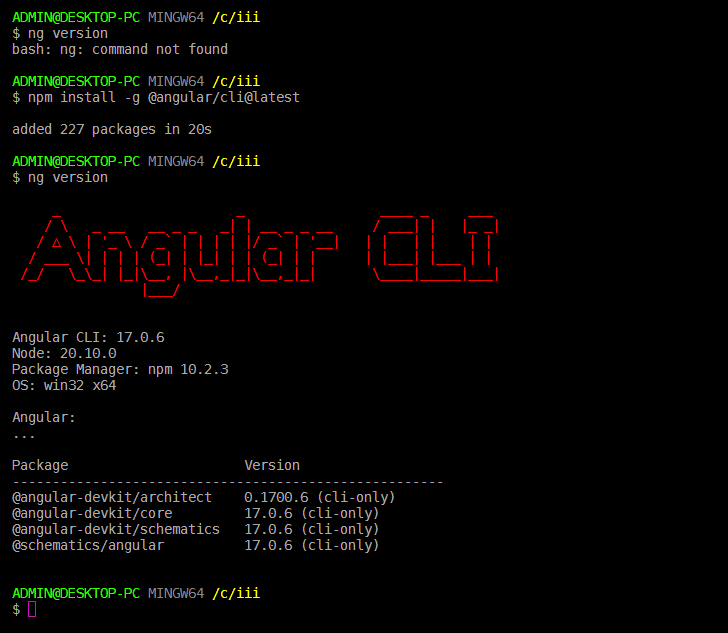 ADMIN@DESKTOP-PC MINGW64 /c/iii
$ ng version
bash: ng: command not found
ADMIN@DESKTOP-PC MINGW64 /c/iii
$ npm install -g @angular/cli@latest
added 227 packages in 20s
ADMIN@DESKTOP-PC MINGW64 /c/iii
$ ng version
Angular CLI
Angular CLI: 17.0.6
Node: 20.10.0
Package Manager: npm 10.2.3
OS: win32 x64
Angular:
...
Package                      Version
------------------------------------------------------
@angular-devkit/architect    0.1700.6 (cli-only)
@angular-devkit/core         17.0.6 (cli-only)
@angular-devkit/schematics   17.0.6 (cli-only)
@schematics/angular          17.0.6 (cli-only)
ADMIN@DESKTOP-PC MINGW64 /c/iii
$